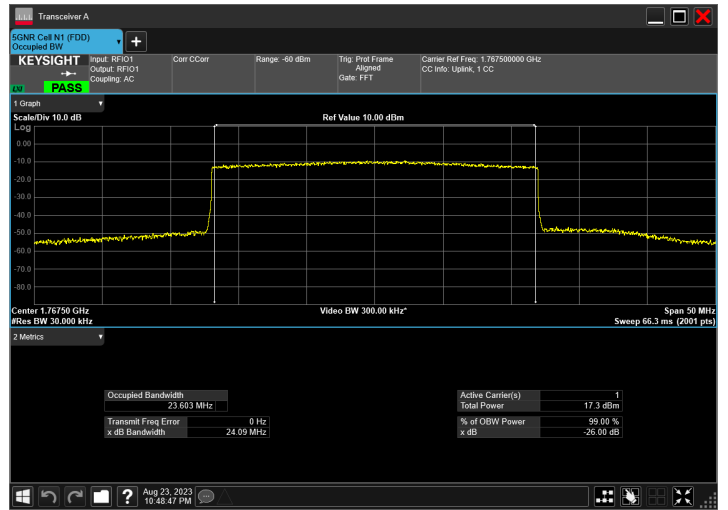 Transceiver A
5GNR Cell N1 (FDD)
Occupied BW
KEYSIGHT
LXI
PASS
Input: RFIO1
Output: RFIO1
Coupling: AC
Corr CCorr
Range: -60 dBm
Trig: Prot Frame
Aligned
Gate: FFT
Carrier Ref Freq: 1.767500000 GHz
CC Info: Uplink, 1 CC
1 Graph
Scale/Div 10.0 dB
Ref Value 10.00 dBm
Log
0.00
-10.0
-20.0
-30.0
-40.0
-50.0
-60.0
-70.0
-80.0
Center 1.76750 GHz
Video BW 300.00 kHz*
Span 50 MHz
#Res BW 30.000 kHz
Sweep 66.3 ms (2001 pts)
2 Metrics
Occupied Bandwidth
23.603 MHz
Transmit Freq Error 0 Hz
x dB Bandwidth 24.09 MHz
Active Carrier(s) 1
Total Power 17.3 dBm
% of OBW Power 99.00 %
x dB -26.00 dB
?
Aug 23, 2023
10:48:47 PM